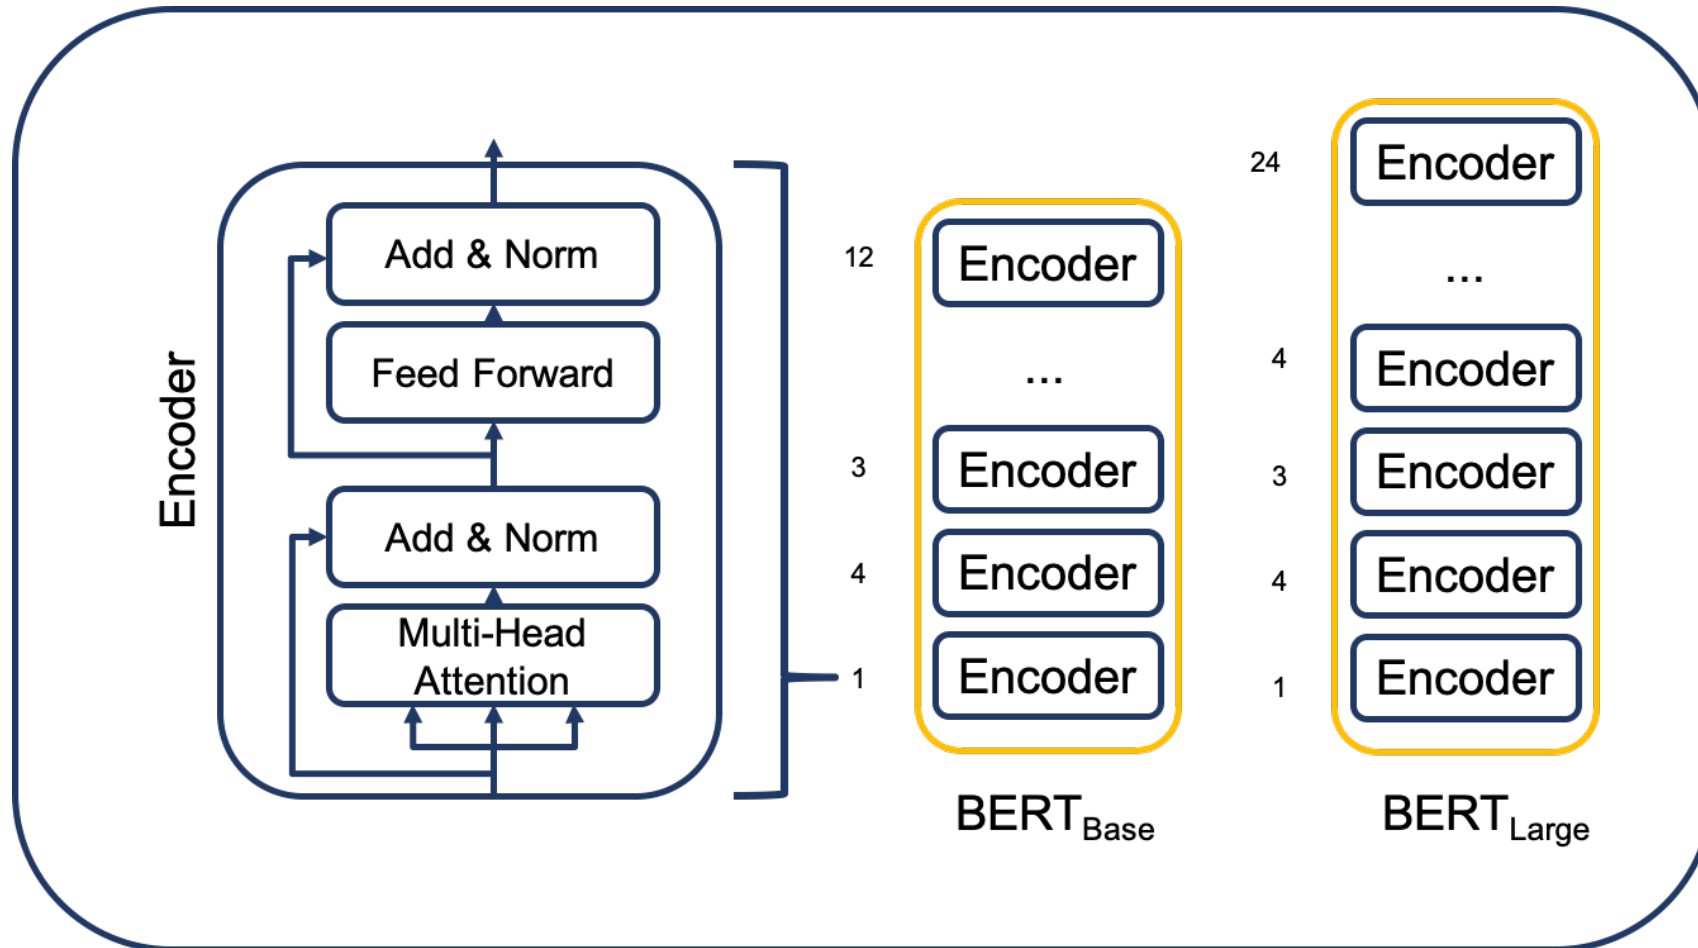 Encoder
Add & Norm
Feed Forward
Add & Norm
Multi-Head
Attention
12
Encoder
...
3
Encoder
4
Encoder
1
Encoder
BERTBase
24
Encoder
...
4
Encoder
3
Encoder
4
Encoder
1
Encoder
BERTLarge